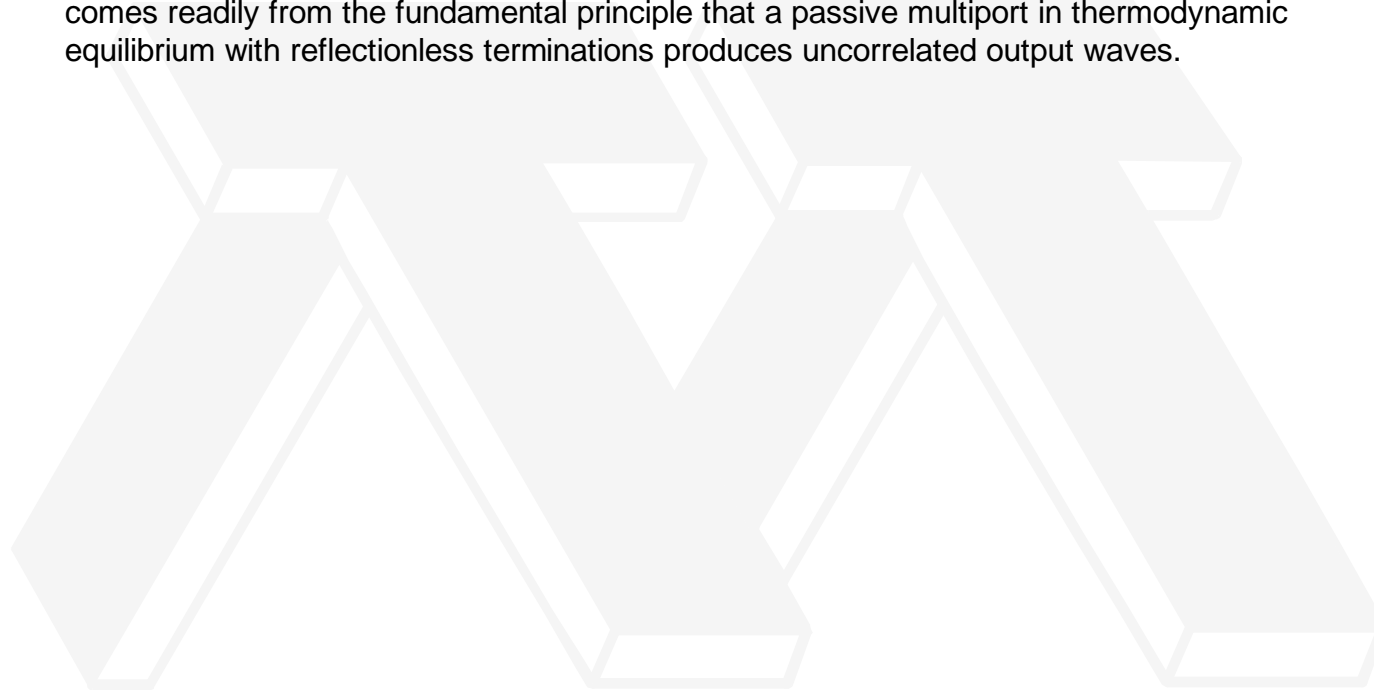 comes readily from the fundamental principle that a passive multiport in thermodynamic
equilibrium with reflectionless terminations produces uncorrelated output waves.